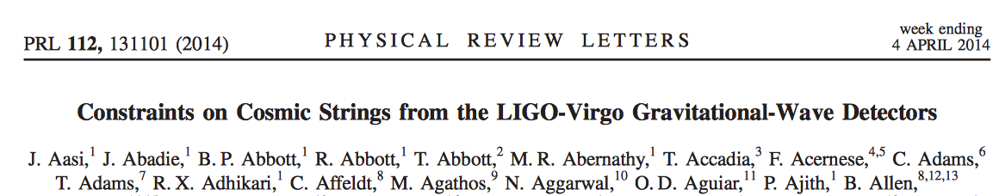 week ending
PRL 112, 131101 (2014) PHYSICAL REVIEW LETTERS 4 APRIL 2014
Constraints on Cosmic Strings from the LIGO-Virgo Gravitational-Wave Detectors
J. Aasi,1 J. Abadie,1 B. P. Abbott,1 R. Abbott,1 T. Abbott,2 M. R. Abernathy,1 T. Accadia,3 F. Acernese,4,5 C. Adams,6
T. Adams,7 R. X. Adhikari,1 C. Affeldt,8 M. Agathos,9 N. Aggarwal,10 O. D. Aguiar,11 P. Ajith,1 B. Allen,8,12,13